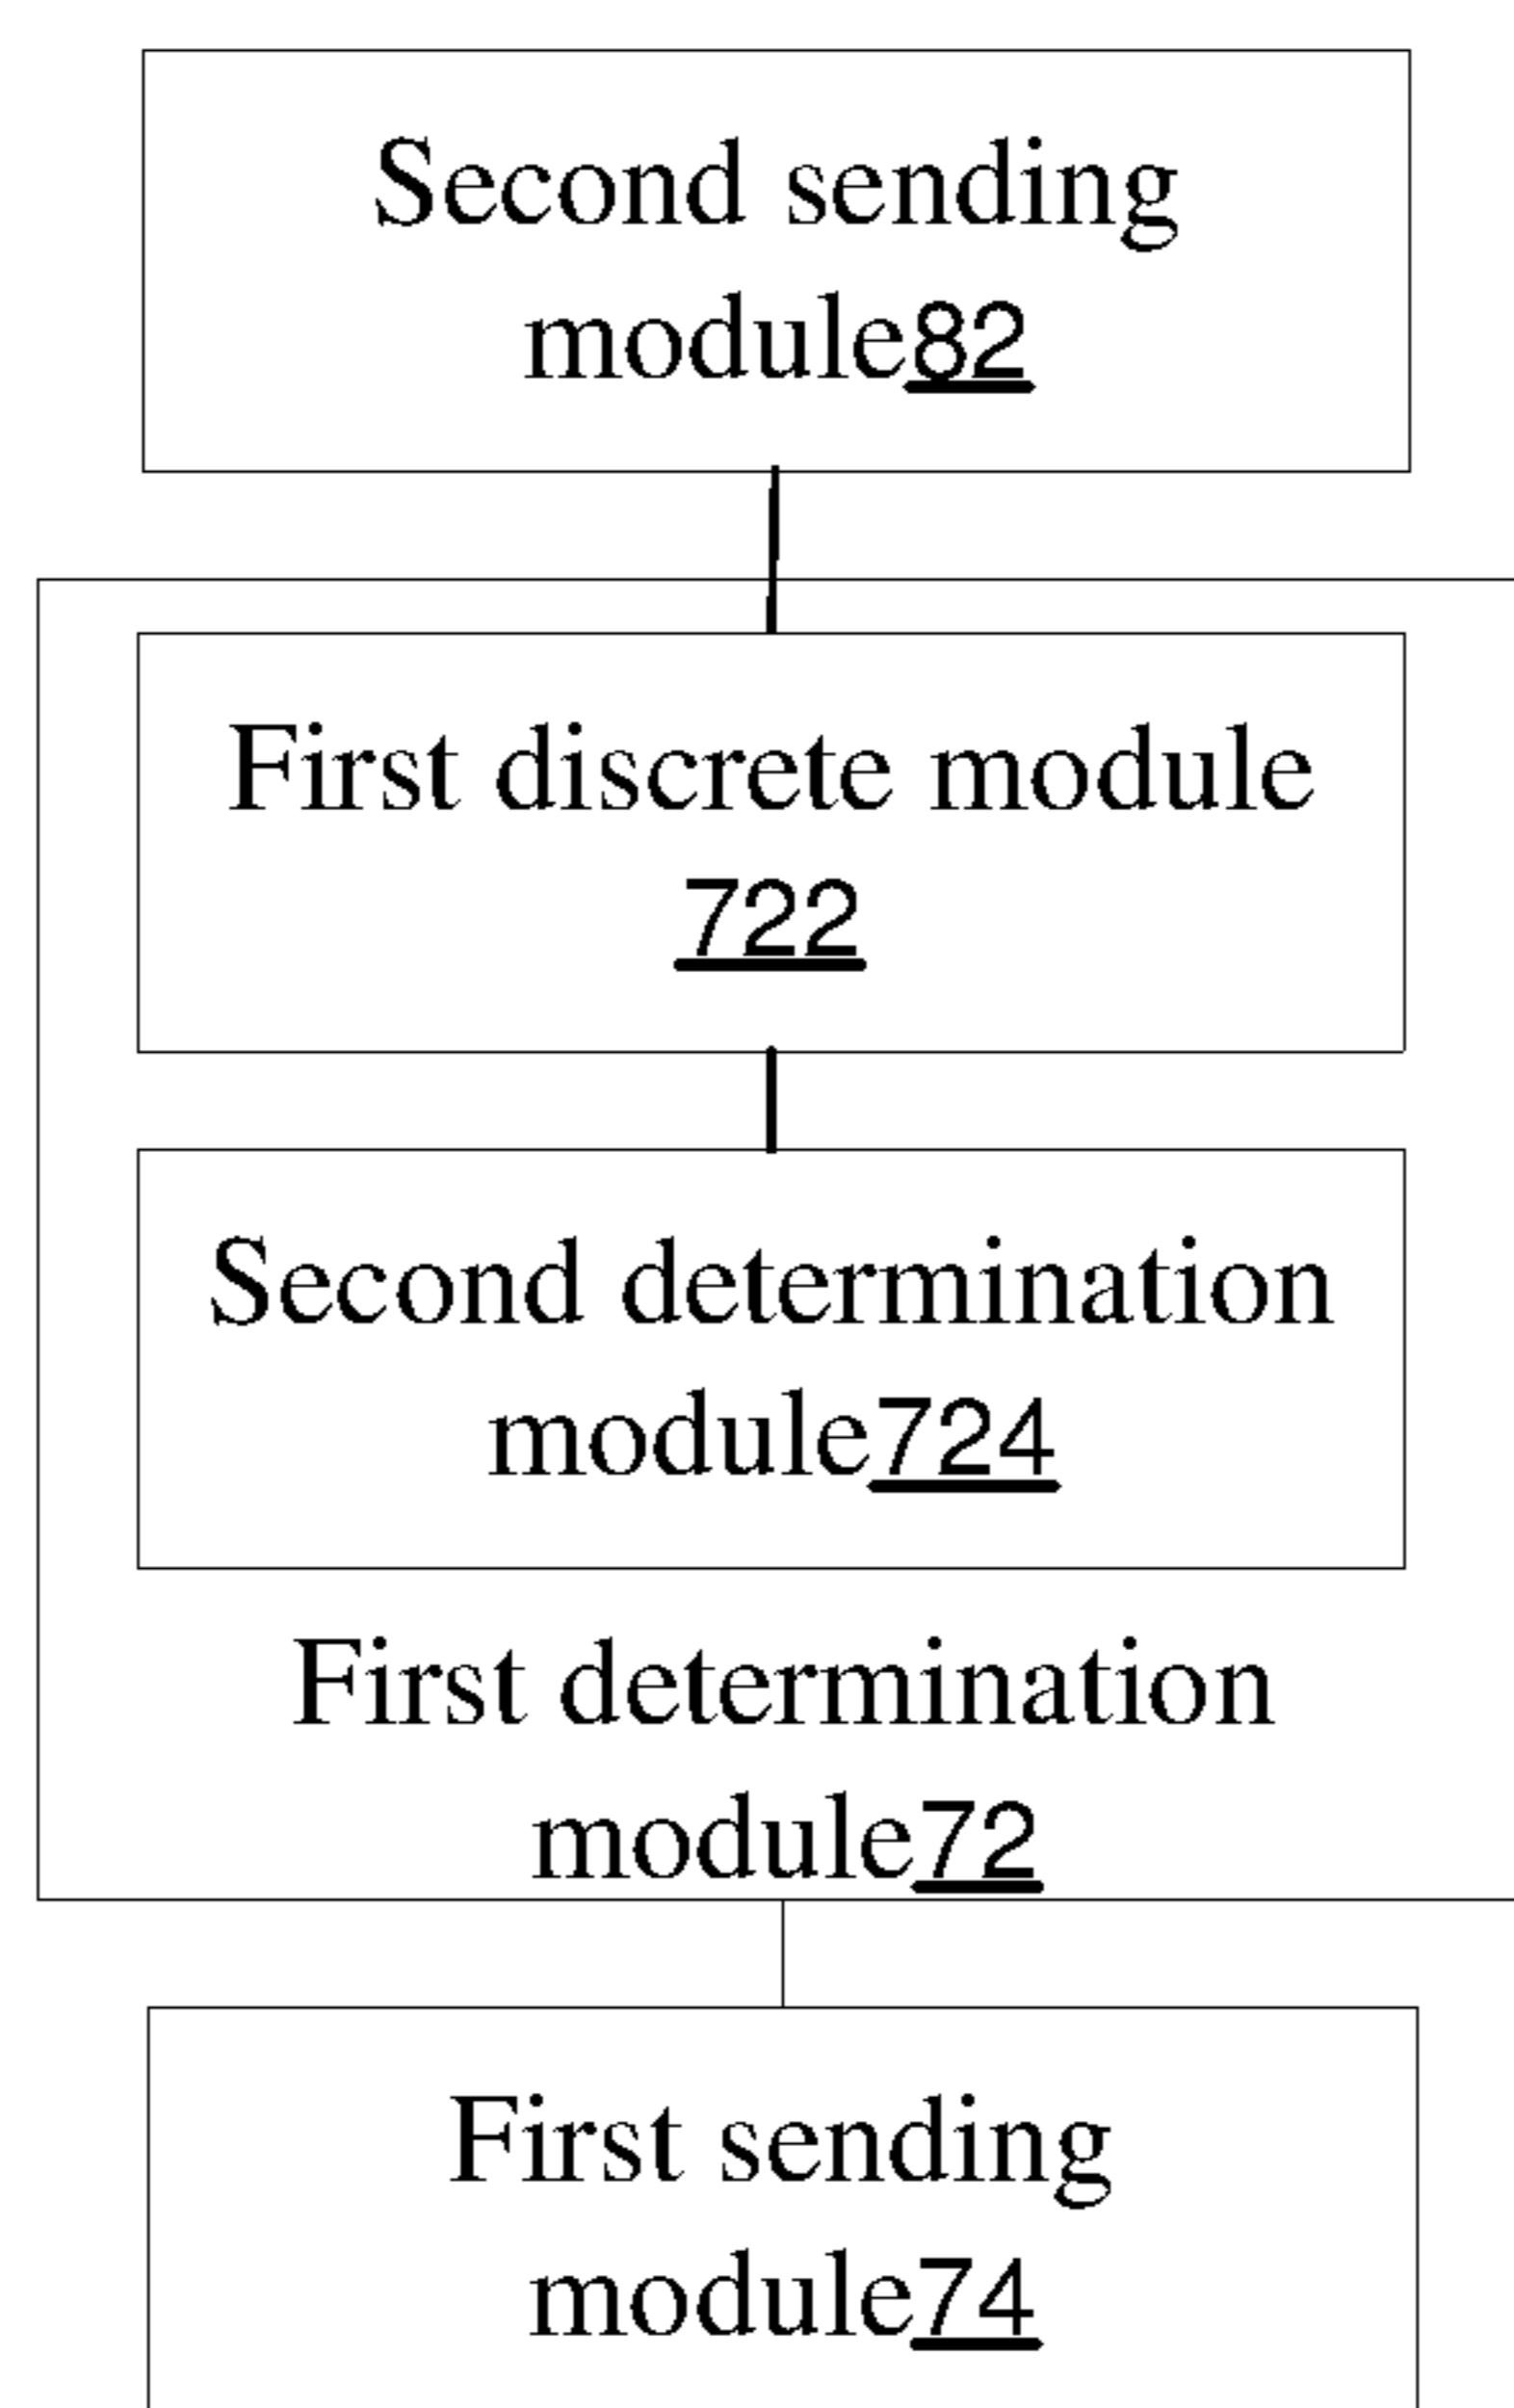 Second sending
module82
First discrete module
722
Second determination
module724
First determination
module72
First sending
module74